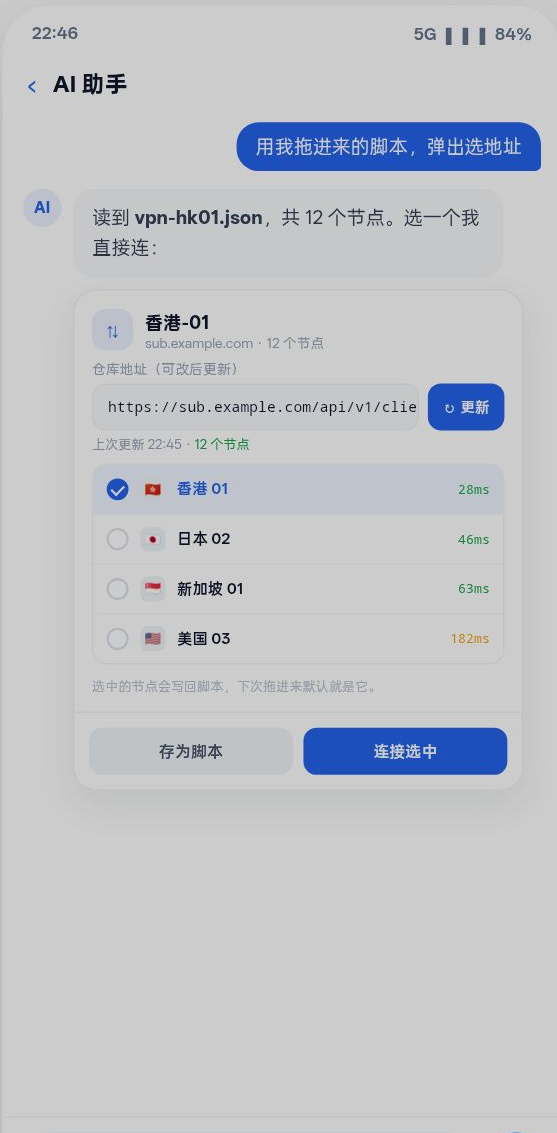 22:46
5G 84%
‹ AI 助手
用我拖进来的脚本，弹出选地址
AI
读到 vpn-hk01.json，共 12 个节点。选一个我
直接连：
香港-01
sub.example.com · 12 个节点
仓库地址（可改后更新）
https://sub.example.com/api/v1/clie
↻ 更新
上次更新 22:45 · 12 个节点
香港 01 28ms
日本 02 46ms
新加坡 01 63ms
美国 03 182ms
选中的节点会写回脚本，下次拖进来默认就是它。
存为脚本
连接选中